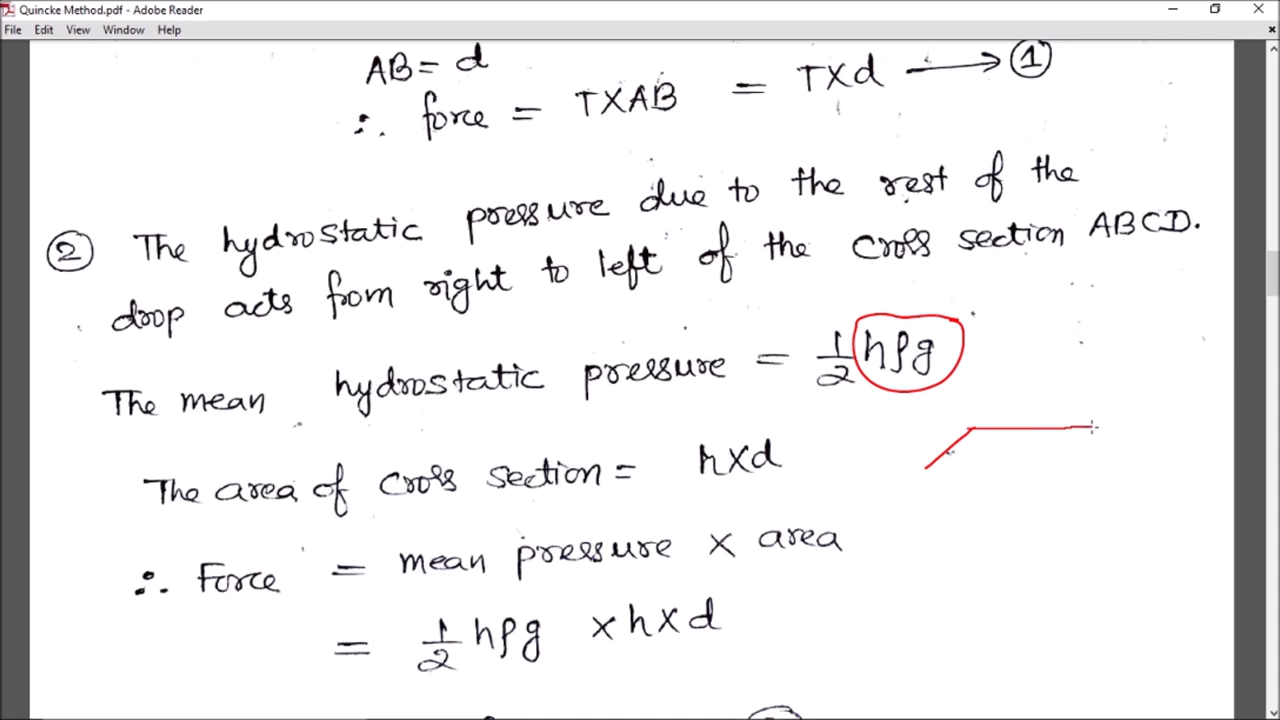 Quincke Method.pdf - Adobe Reader
File Edit View Window Help
AB = d
∴ force = T×AB = T×d → ①
② The hydrostatic pressure due to the rest of the
drop acts from right to left of the cross section ABCD.
The mean hydrostatic pressure = 1/2 hρg
The area of cross section = h×d
∴ Force = mean pressure × area
= 1/2 hρg × h×d